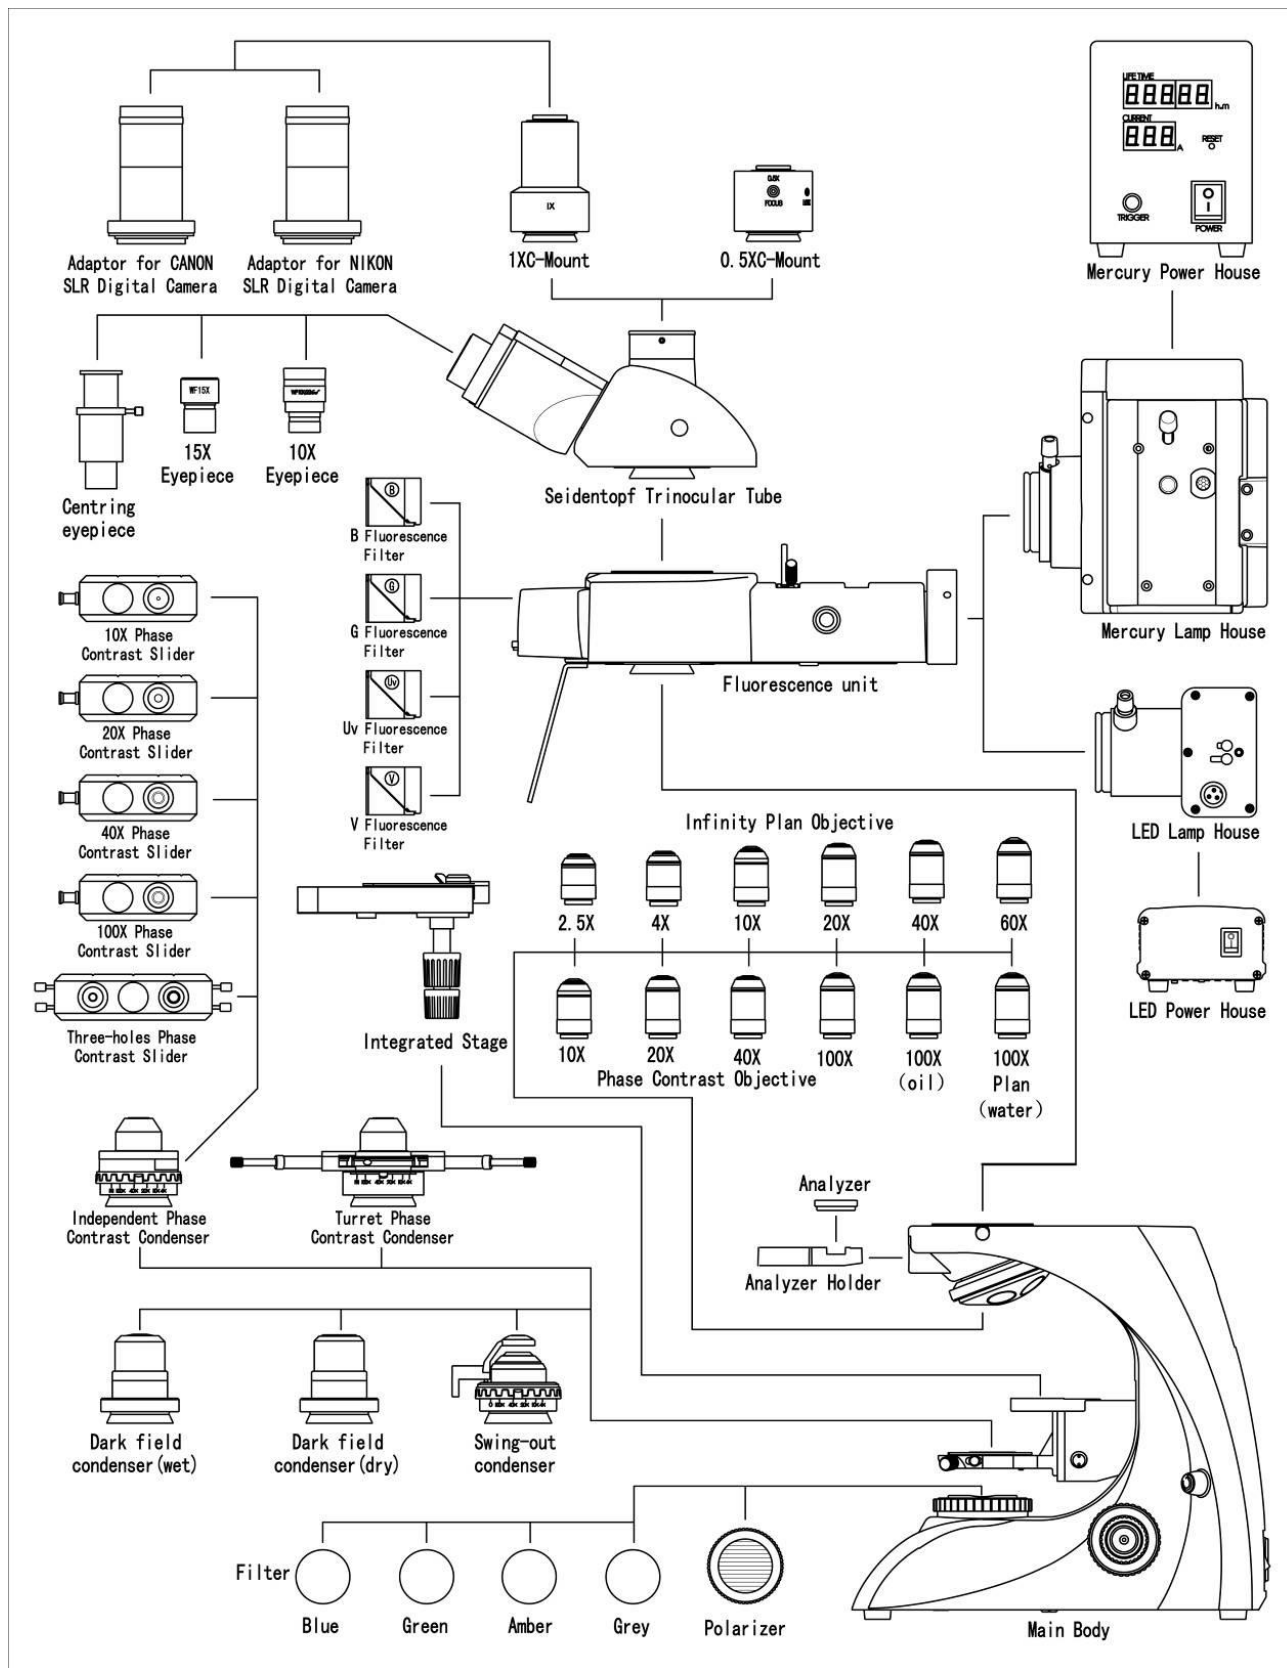 LIFE TIME
88888 h.m
CURRENT
888 A
RESET
TRIGGER
POWER
Mercury Power House
1X
0.5X
FOCUS
Adaptor for CANON
SLR Digital Camera
Adaptor for NIKON
SLR Digital Camera
1XC-Mount
0.5XC-Mount
WF15X
15X
Eyepiece
10X
Eyepiece
Centring
eyepiece
Seidentopf Trinocular Tube
B
B Fluorescence
Filter
G
G Fluorescence
Filter
Uv
Uv Fluorescence
Filter
V
V Fluorescence
Filter
Fluorescence unit
Mercury Lamp House
LED Lamp House
LED Power House
10X Phase
Contrast Slider
20X Phase
Contrast Slider
40X Phase
Contrast Slider
100X Phase
Contrast Slider
Three-holes Phase
Contrast Slider
Integrated Stage
Infinity Plan Objective
2.5X
4X
10X
20X
40X
60X
10X
20X
40X
100X
100X
(oil)
100X
Plan
(water)
Phase Contrast Objective
Independent Phase
Contrast Condenser
Turret Phase
Contrast Condenser
Analyzer
Analyzer Holder
Dark field
condenser(wet)
Dark field
condenser(dry)
Swing-out
condenser
Filter
Blue
Green
Amber
Grey
Polarizer
Main Body